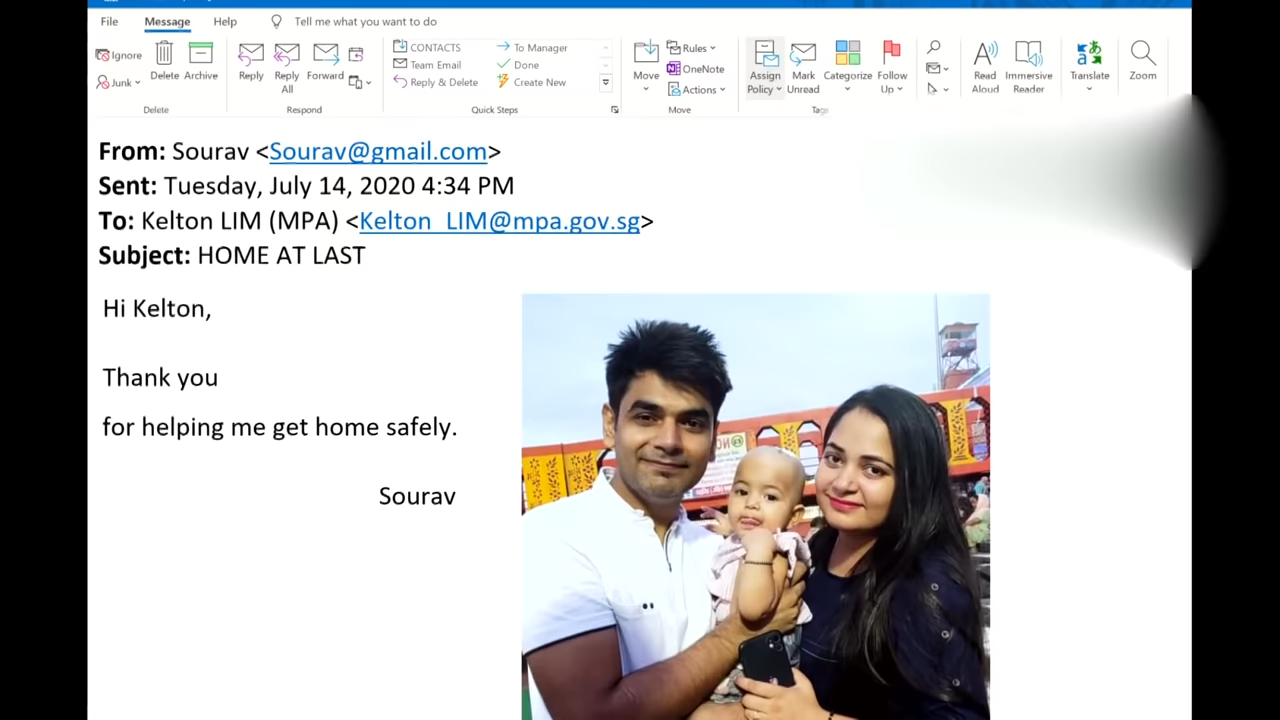 File Message Help Tell me what you want to do
Ignore
Junk
Delete
Archive
Reply
Reply All
Forward
CONTACTS
Team Email
Reply & Delete
To Manager
Done
Create New
Move
Rules
OneNote
Actions
Assign Policy
Mark Unread
Categorize
Follow Up
Read Aloud
Immersive Reader
Translate
Zoom
Delete Respond Quick Steps Move Tags
From: Sourav <Sourav@gmail.com>
Sent: Tuesday, July 14, 2020 4:34 PM
To: Kelton LIM (MPA) <Kelton_LIM@mpa.gov.sg>
Subject: HOME AT LAST
Hi Kelton,
Thank you
for helping me get home safely.
Sourav